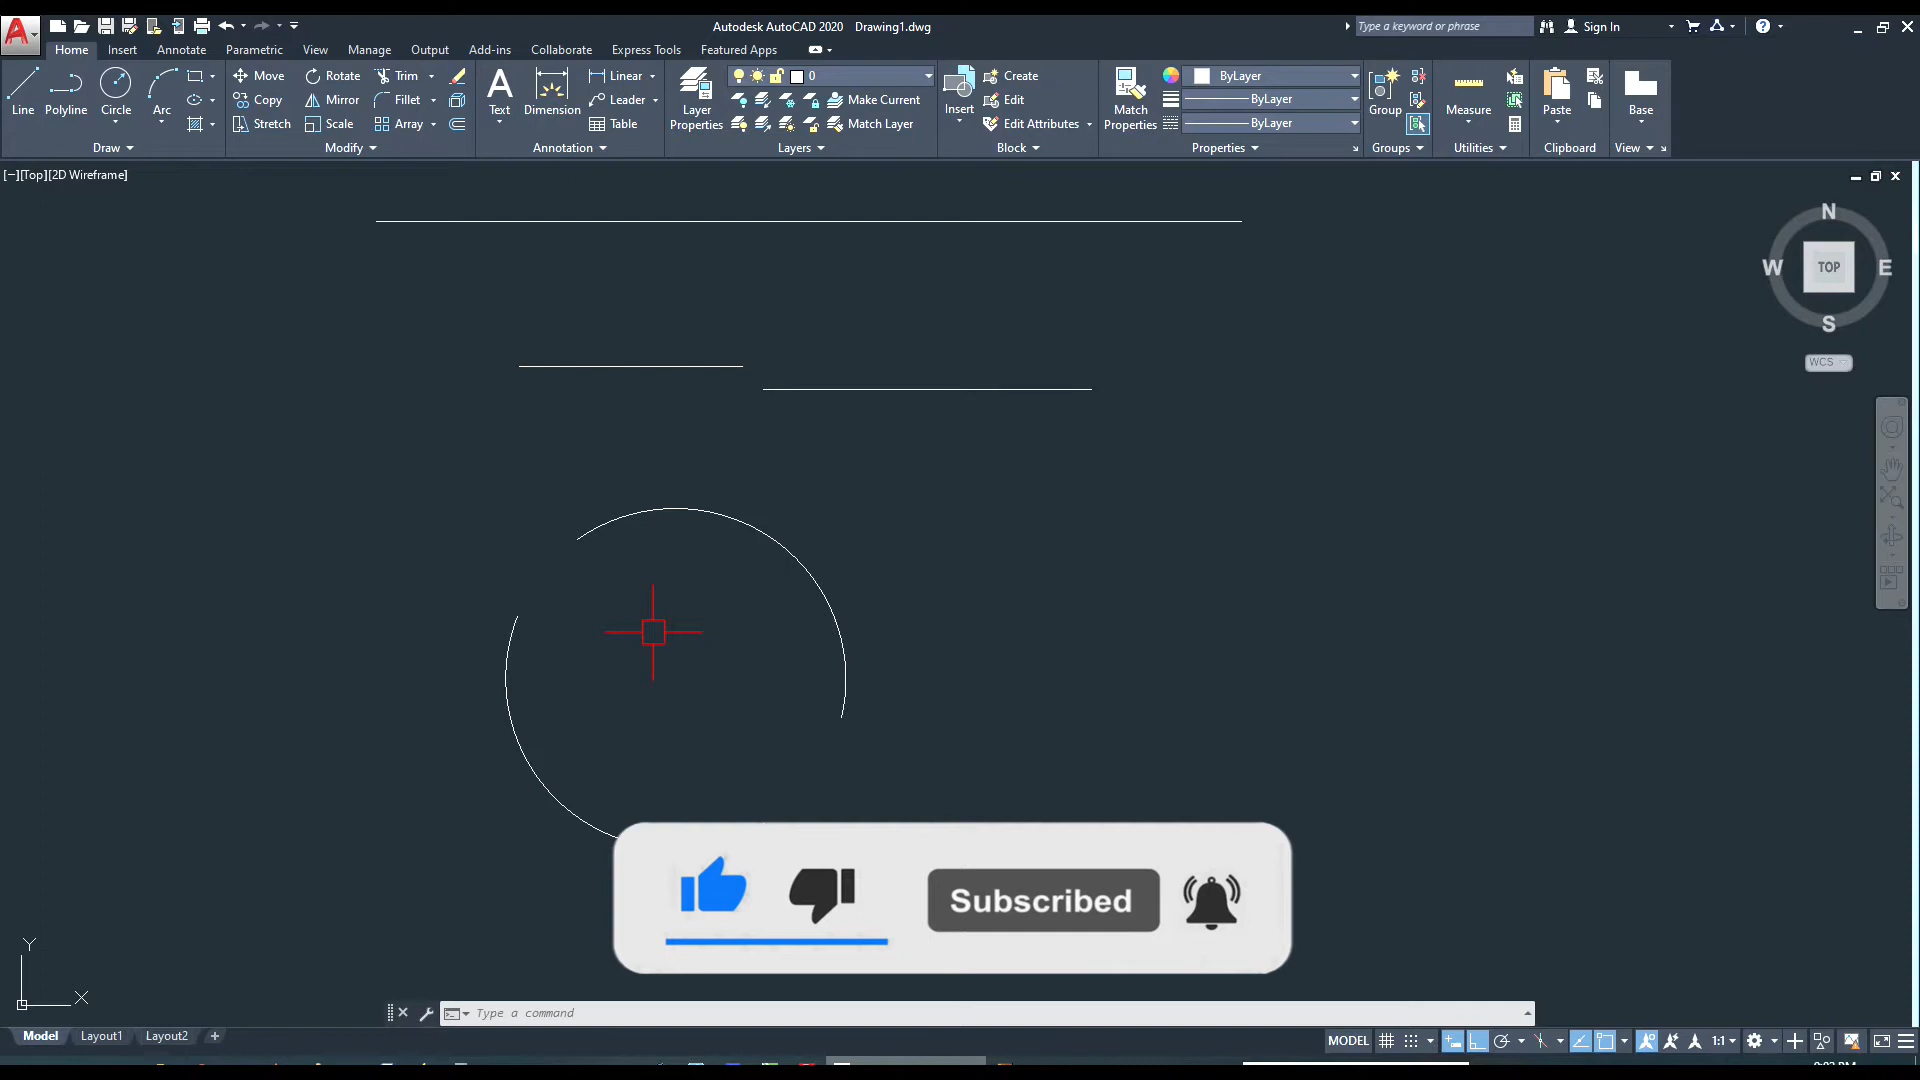 Autodesk AutoCAD 2020 Drawing1.dwg
Type a keyword or phrase
Sign In
Home Insert Annotate Parametric View Manage Output Add-ins Collaborate Express Tools Featured Apps
Line
Polyline
Circle
Arc
Draw
Move
Rotate
Trim
Copy
Mirror
Fillet
Stretch
Scale
Array
Modify
Text
Dimension
Linear
Leader
Table
Annotation
Layer
Properties
0
Make Current
Match Layer
Layers
Insert
Create
Edit
Edit Attributes
Block
Match
Properties
ByLayer
ByLayer
ByLayer
Properties
Group
Groups
Measure
Utilities
Paste
Clipboard
Base
View
[−][Top][2D Wireframe]
N
W
TOP
E
S
WCS
Subscribed
Y
X
Type a command
Model Layout1 Layout2
MODEL
1:1